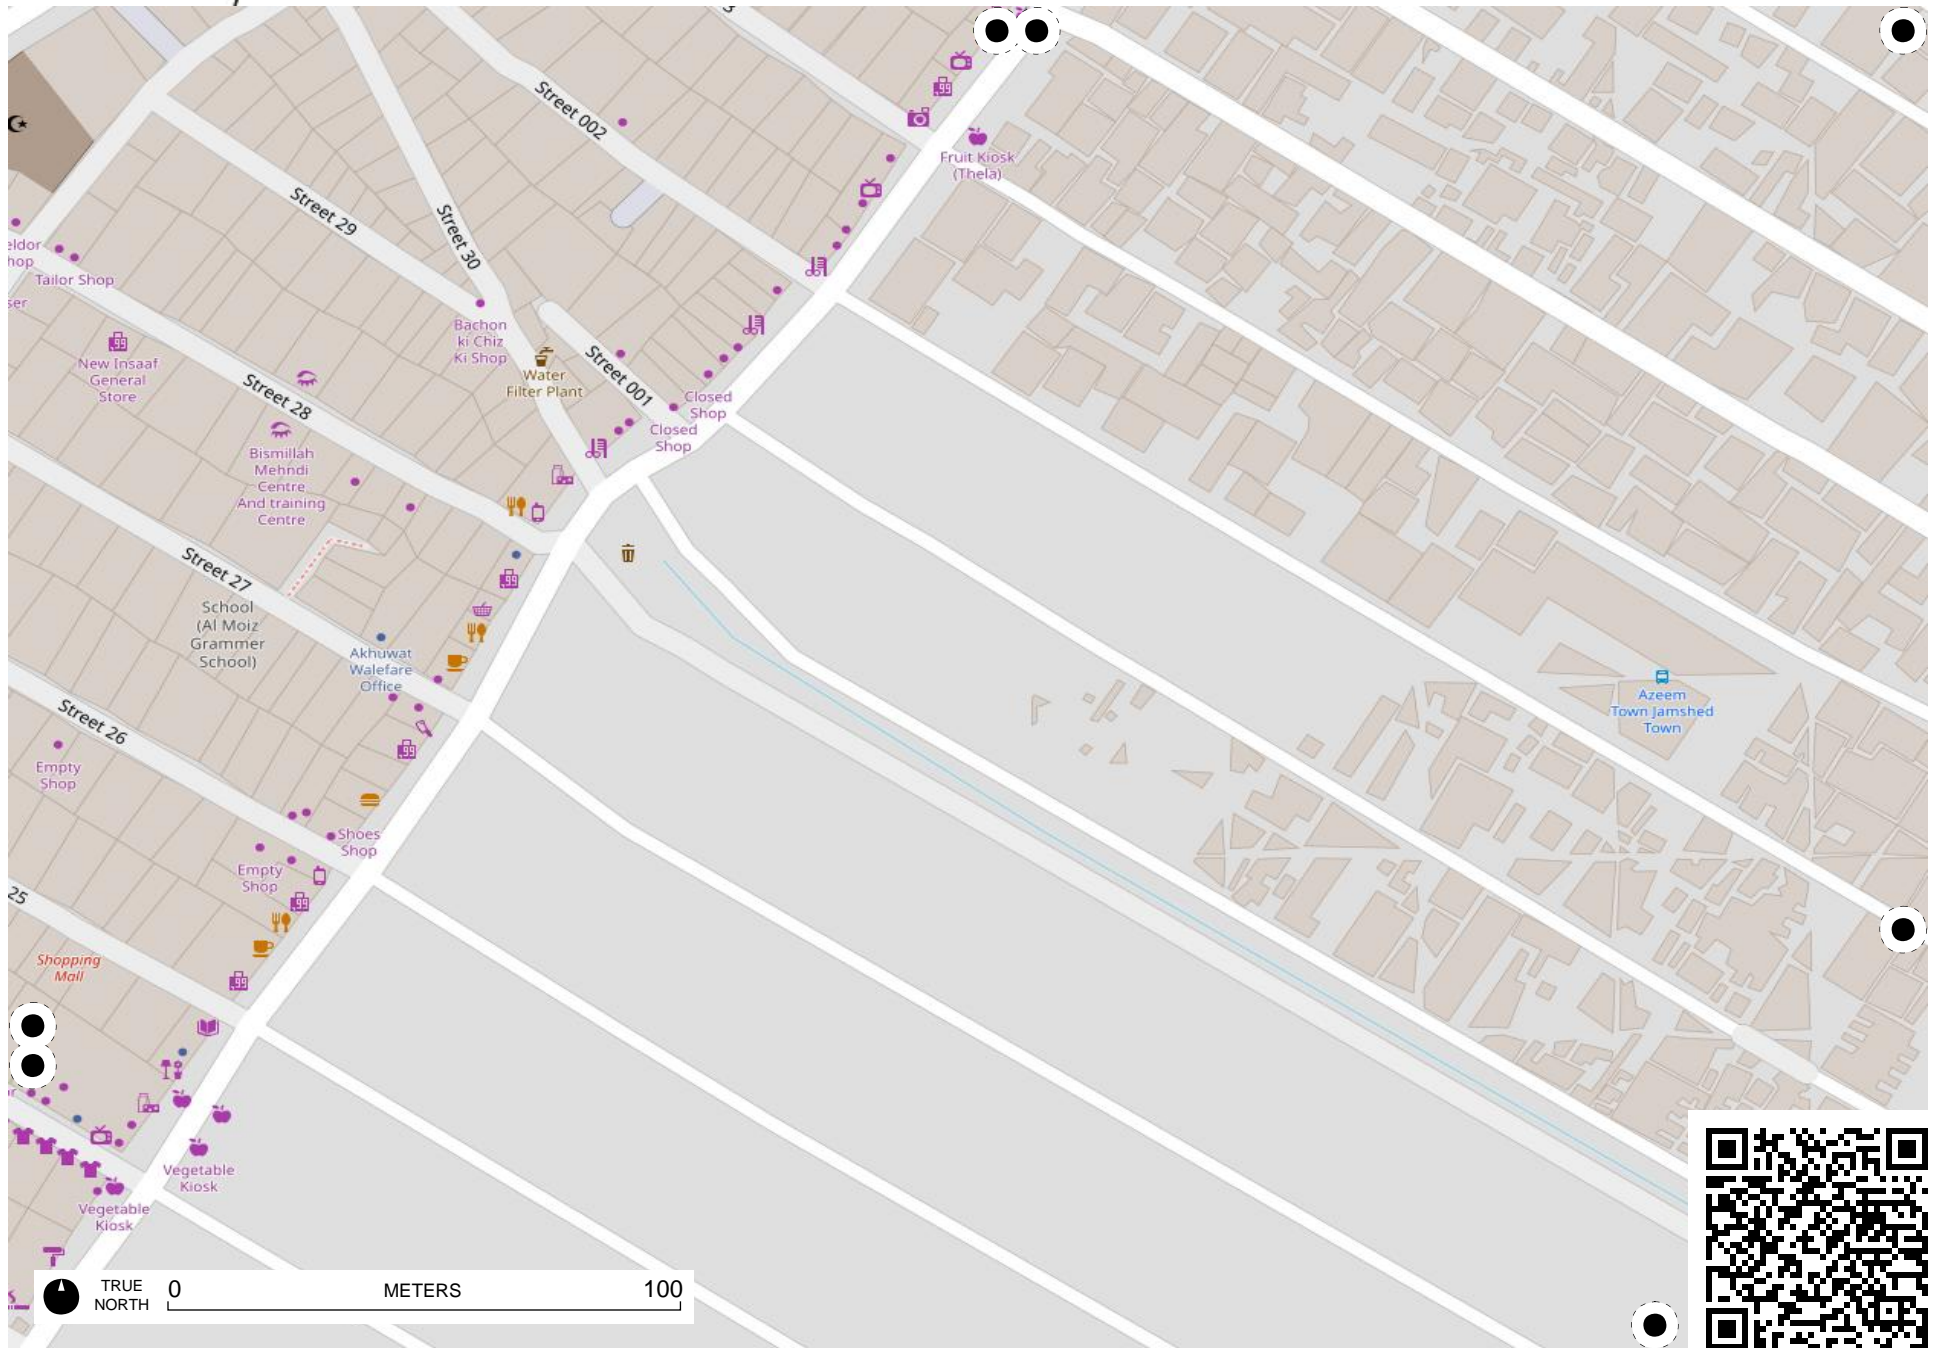 Street 002
Fruit Kiosk
(Thela)
Street 29
Street 30
Tailor Shop
Bachon
ki Chiz
Ki Shop
New Insaaf
General
Store
Water
Filter Plant
Street 001
Street 28
Closed
Shop
Closed
Shop
Bismillah
Mehndi
Centre
And training
Centre
Street 27
School
(Al Moiz
Grammer
School)
Akhuwat
Walefare
Office
Azeem
Town Jamshed
Town
Street 26
Empty
Shop
Shoes
Shop
Empty
Shop
25
Shopping
Mall
Vegetable
Kiosk
Vegetable
Kiosk
TRUE
NORTH
0 METERS 100